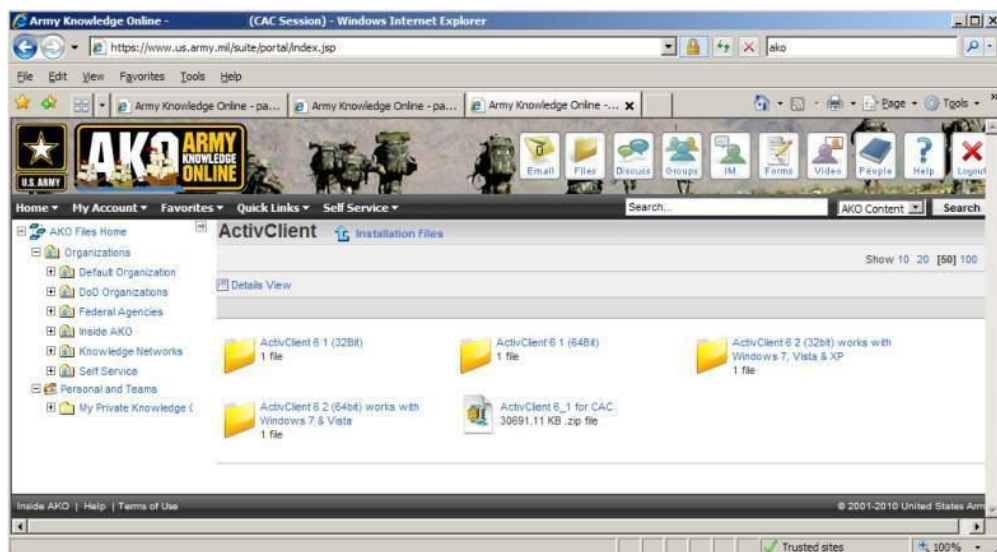 Army Knowledge Online - (CAC Session) - Windows Internet Explorer
https://www.us.army.mil/suite/portal/index.jsp
ako
File Edit View Favorites Tools Help
Army Knowledge Online - pa... Army Knowledge Online - pa... Army Knowledge Online -... Page Tools
U.S. ARMY
AKO ARMY KNOWLEDGE ONLINE
0
Email Files Discuss Groups IM Forms Video People Help Logout
Home My Account Favorites Quick Links Self Service Search... AKO Content Search
AKO Files Home
Organizations
Default Organization
DoD Organizations
Federal Agencies
Inside AKO
Knowledge Networks
Self Service
Personal and Teams
My Private Knowledge (
ActivClient Installation Files
Show 10 20 [50] 100
Details View
ActivClient 6 1 (32Bit)
1 file
ActivClient 6 1 (64Bit)
1 file
ActivClient 6 2 (32bit) works with
Windows 7, Vista & XP
1 file
ActivClient 6 2 (64bit) works with
Windows 7 & Vista
1 file
ActivClient 6_1 for CAC
30691.11 KB .zip file
Inside AKO | Help | Terms of Use
© 2001-2010 United States Arm
Trusted sites 100%